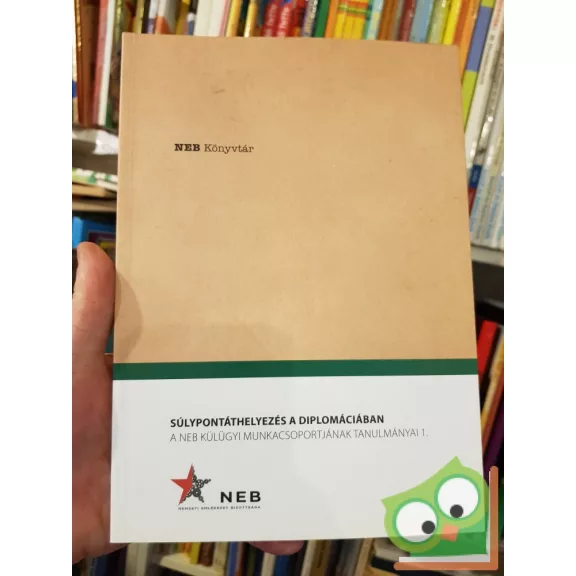 NEB Könyvtár
SÚLYPONTÁTHELYEZÉS A DIPLOMÁCIÁBAN
A NEB KÜLÜGYI MUNKACSOPORTJÁNAK TANULMÁNYAI 1.
NEB
NEMZETI EMLÉKEZET BIZOTTSÁGA